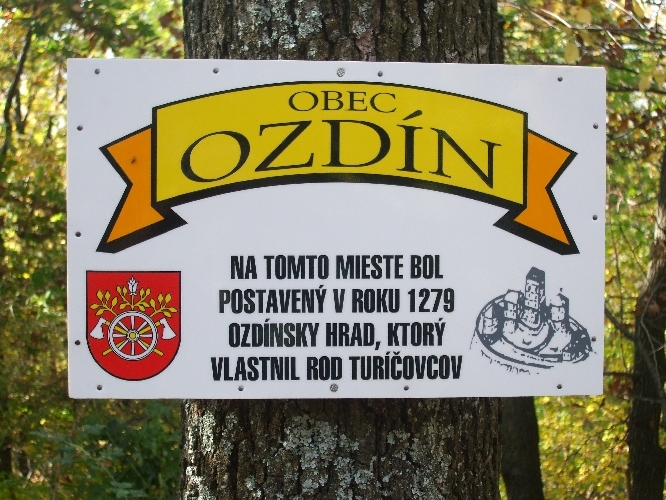 OBEC
OZDÍN
NA TOMTO MIESTE BOL
POSTAVENÝ V ROKU 1279
OZDÍNSKY HRAD, KTORÝ
VLASTNIL ROD TURÍČOVCOV